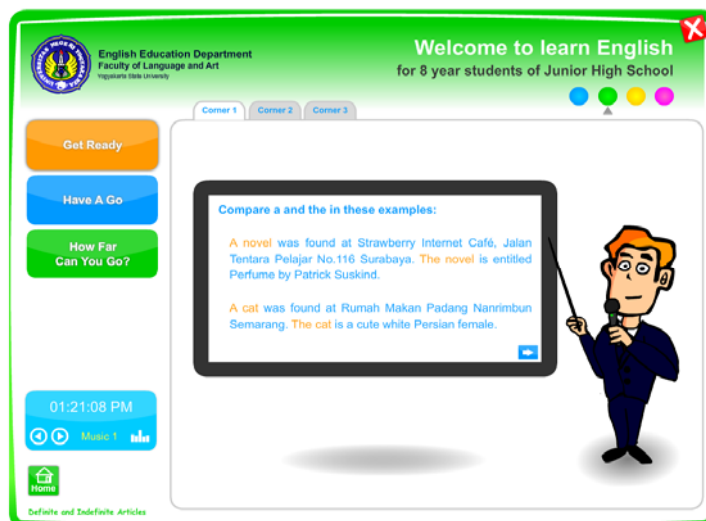 English Education Department
Faculty of Language and Art
Yogyakarta State University
Welcome to learn English
for 8 year students of Junior High School
Corner 1
Corner 2
Corner 3
Get Ready
Have A Go
How Far
Can You Go?
Compare a and the in these examples:
A novel was found at Strawberry Internet Café, Jalan
Tentara Pelajar No.116 Surabaya. The novel is entitled
Perfume by Patrick Suskind.
A cat was found at Rumah Makan Padang Nanrimbun
Semarang. The cat is a cute white Persian female.
01:21:08 PM
Music 1
Home
Definite and Indefinite Articles